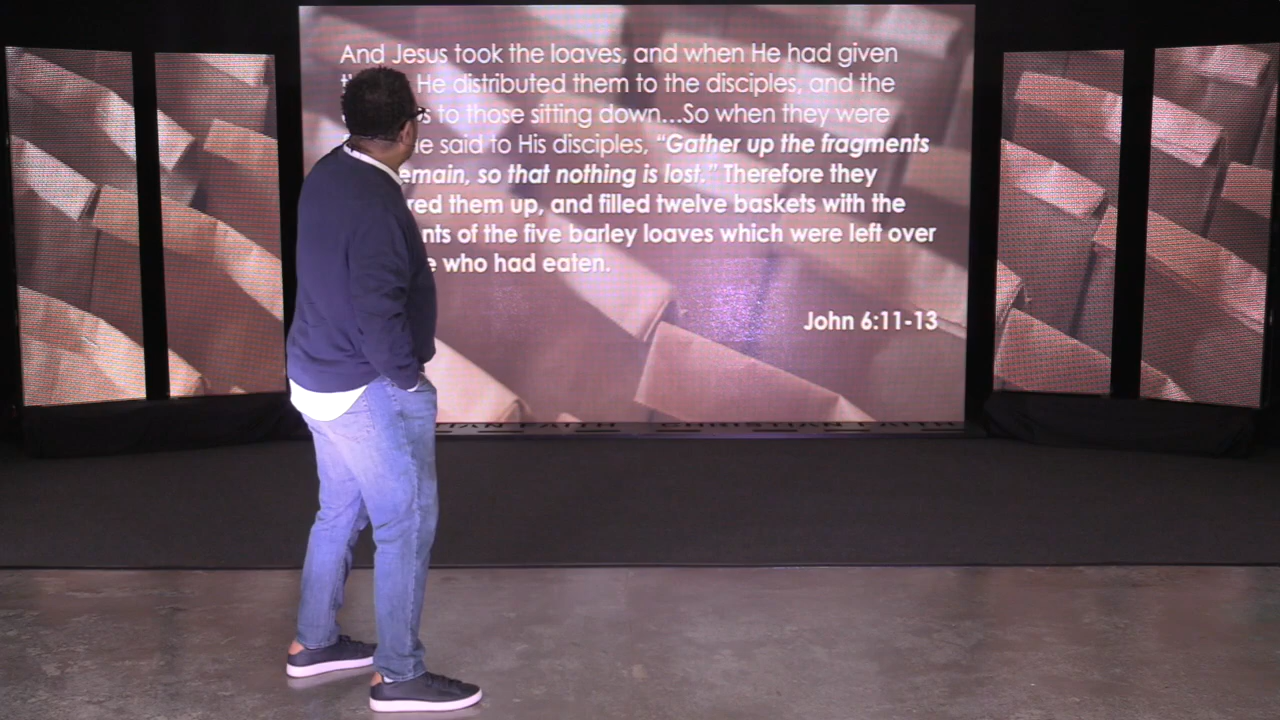 And Jesus took the loaves, and when He had given
He distributed them to the disciples, and the
to those sitting down...So when they were
said to His disciples, “Gather up the fragments
so that nothing is lost.” Therefore they
them up, and filled twelve baskets with the
of the five barley loaves which were left over
who had eaten.
John 6:11-13
FAITH CHRISTIAN FAITH